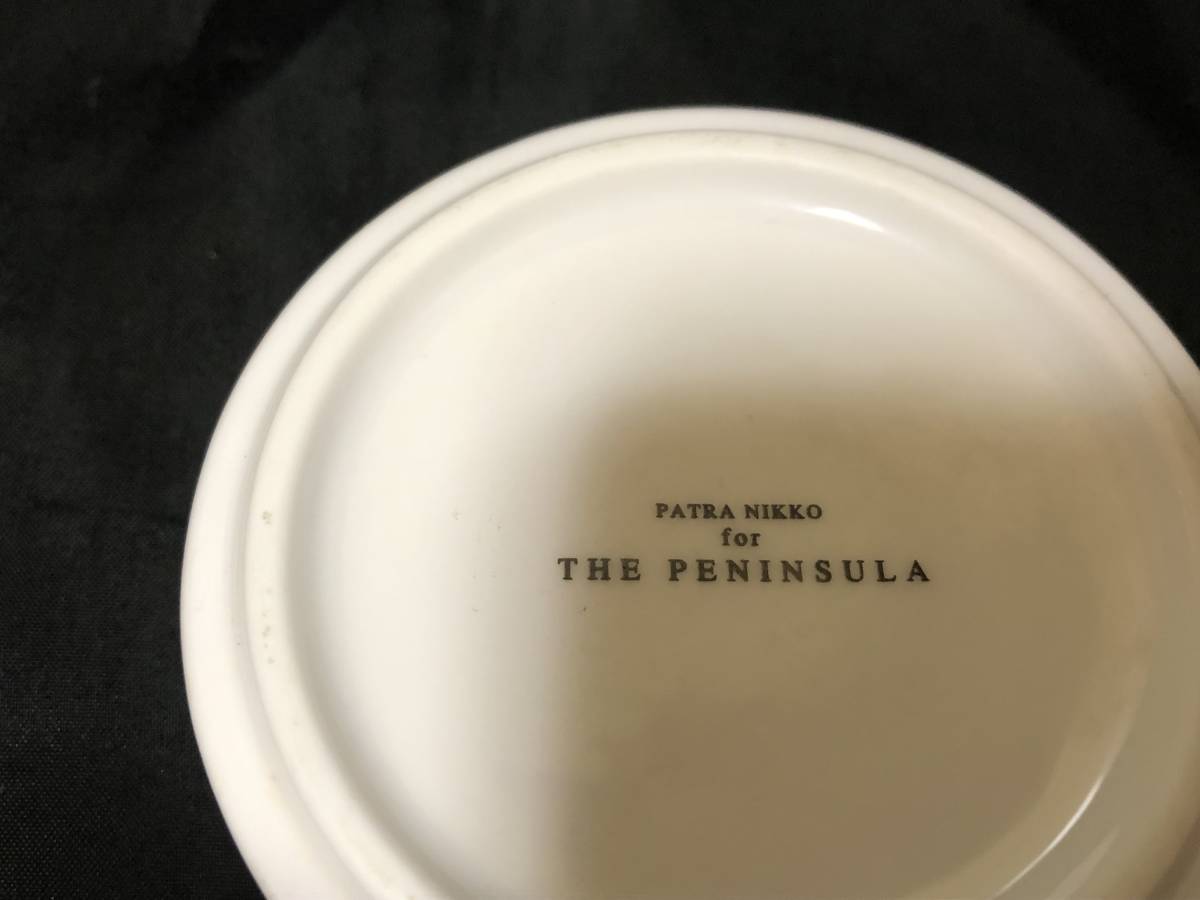 PATRA NIKKO
for
THE PENINSULA